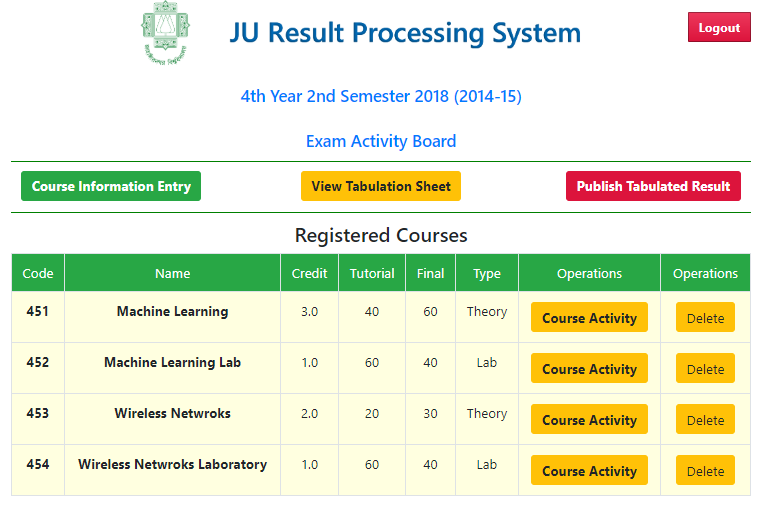 JU Result Processing System
Logout
4th Year 2nd Semester 2018 (2014-15)
Exam Activity Board
Course Information Entry View Tabulation Sheet Publish Tabulated Result
Registered Courses
Code Name Credit Tutorial Final Type Operations Operations
451 Machine Learning 3.0 40 60 Theory Course Activity Delete
452 Machine Learning Lab 1.0 60 40 Lab Course Activity Delete
453 Wireless Netwroks 2.0 20 30 Theory Course Activity Delete
454 Wireless Netwroks Laboratory 1.0 60 40 Lab Course Activity Delete